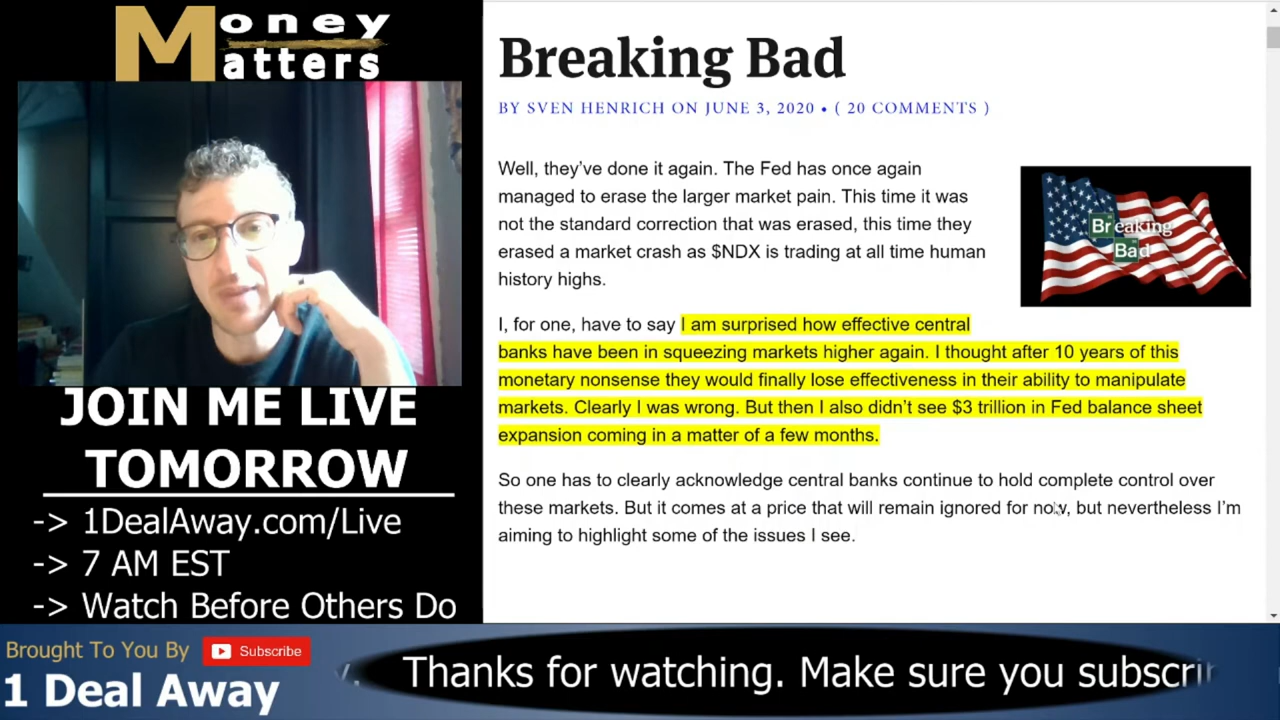 Money
Matters
JOIN ME LIVE
TOMORROW
-> 1DealAway.com/Live
-> 7 AM EST
-> Watch Before Others Do
Breaking Bad
BY SVEN HENRICH ON JUNE 3, 2020 • ( 20 COMMENTS )
Well, they’ve done it again. The Fed has once again
managed to erase the larger market pain. This time it was
not the standard correction that was erased, this time they
erased a market crash as $NDX is trading at all time human
history highs.
Breaking
Bad
I, for one, have to say I am surprised how effective central
banks have been in squeezing markets higher again. I thought after 10 years of this
monetary nonsense they would finally lose effectiveness in their ability to manipulate
markets. Clearly I was wrong. But then I also didn’t see $3 trillion in Fed balance sheet
expansion coming in a matter of a few months.
So one has to clearly acknowledge central banks continue to hold complete control over
these markets. But it comes at a price that will remain ignored for now, but nevertheless I’m
aiming to highlight some of the issues I see.
Brought To You By
Subscribe
1 Deal Away
Thanks for watching. Make sure you subscri